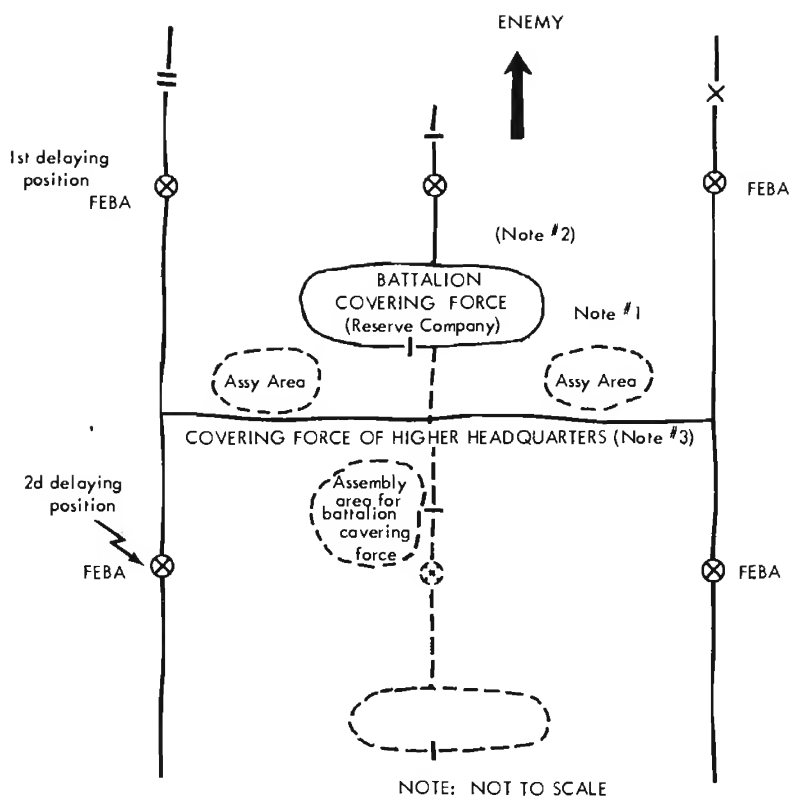 ENEMY
1st delaying
position
FEBA
FEBA
(Note #2)
BATTALION
COVERING FORCE
(Reserve Company)
Note #1
Assy Area
Assy Area
COVERING FORCE OF HIGHER HEADQUARTERS (Note #3)
2d delaying
position
Assembly
area for
battalion
covering
force
FEBA
FEBA
NOTE: NOT TO SCALE